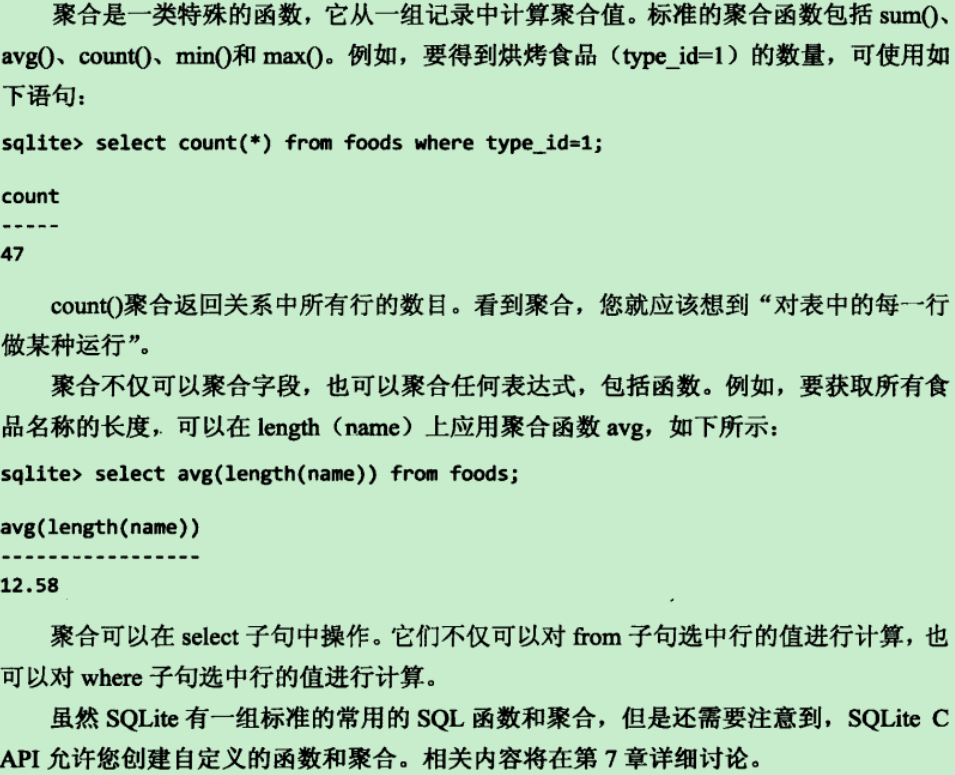 聚合是一类特殊的函数，它从一组记录中计算聚合值。标准的聚合函数包括 sum()、
avg()、count()、min()和 max()。例如，要得到烘烤食品（type_id=1）的数量，可使用如
下语句：
sqlite> select count(*) from foods where type_id=1;
count
-----
47
count()聚合返回关系中所有行的数目。看到聚合，您就应该想到“对表中的每一行
做某种运行”。
聚合不仅可以聚合字段，也可以聚合任何表达式，包括函数。例如，要获取所有食
品名称的长度，可以在 length（name）上应用聚合函数 avg，如下所示：
sqlite> select avg(length(name)) from foods;
avg(length(name))
-----------------
12.58
聚合可以在 select 子句中操作。它们不仅可以对 from 子句选中行的值进行计算，也
可以对 where 子句选中行的值进行计算。
虽然 SQLite 有一组标准的常用的 SQL 函数和聚合，但是还需要注意到，SQLite C
API 允许您创建自定义的函数和聚合。相关内容将在第 7 章详细讨论。